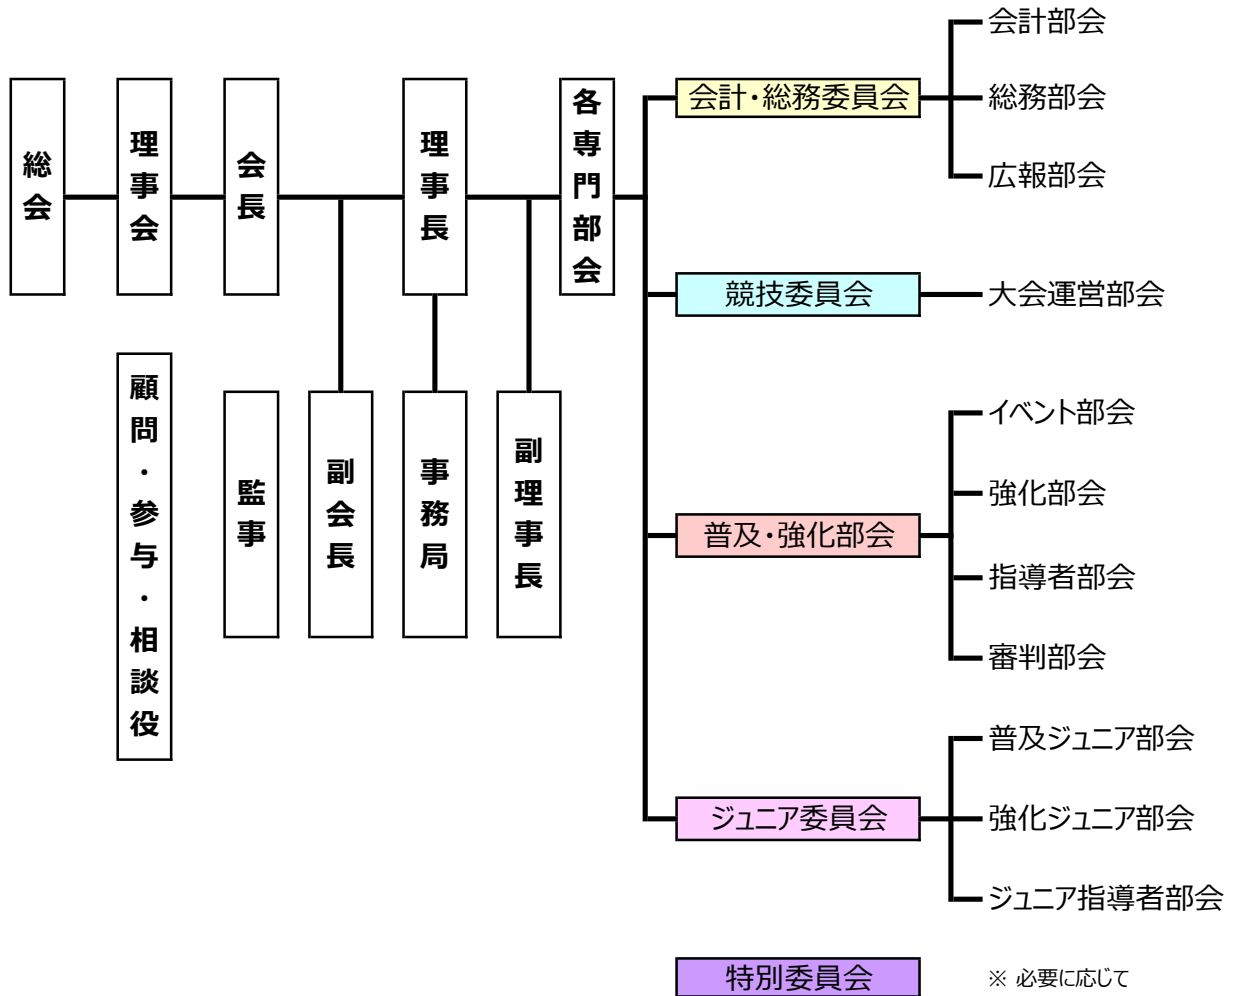 総会
理事会
会長
理事長
各専門部会
顧問・参与・相談役
監事
副会長
事務局
副理事長
会計・総務委員会
会計部会
総務部会
広報部会
競技委員会
大会運営部会
普及・強化部会
イベント部会
強化部会
指導者部会
審判部会
ジュニア委員会
普及ジュニア部会
強化ジュニア部会
ジュニア指導者部会
特別委員会
※ 必要に応じて